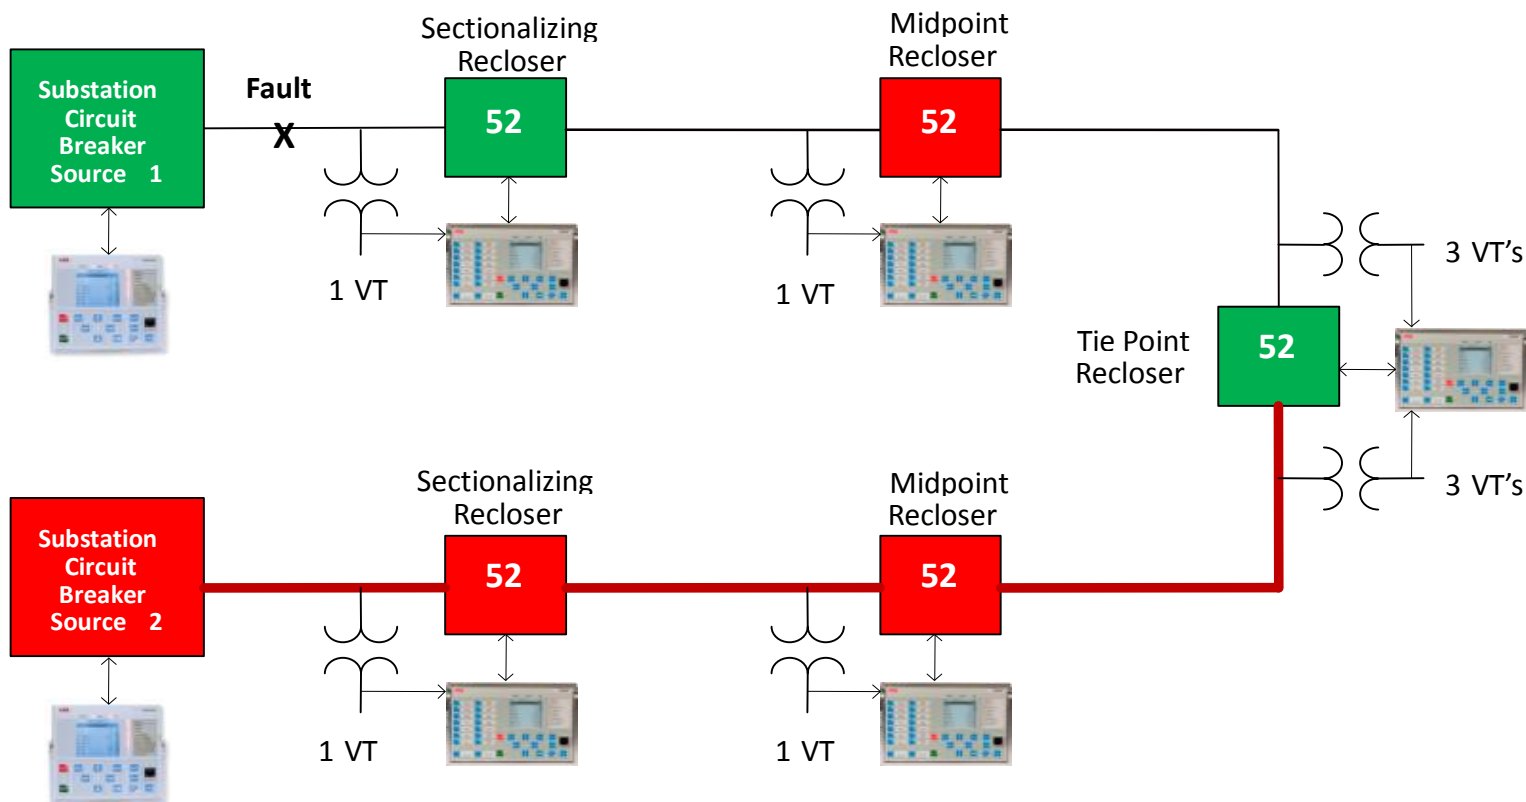 Substation
Circuit
Breaker
Source 1
Fault
X
Sectionalizing
Recloser
52
Midpoint
Recloser
52
1 VT
1 VT
3 VT's
Tie Point
Recloser
52
3 VT's
Substation
Circuit
Breaker
Source 2
Sectionalizing
Recloser
52
Midpoint
Recloser
52
1 VT
1 VT